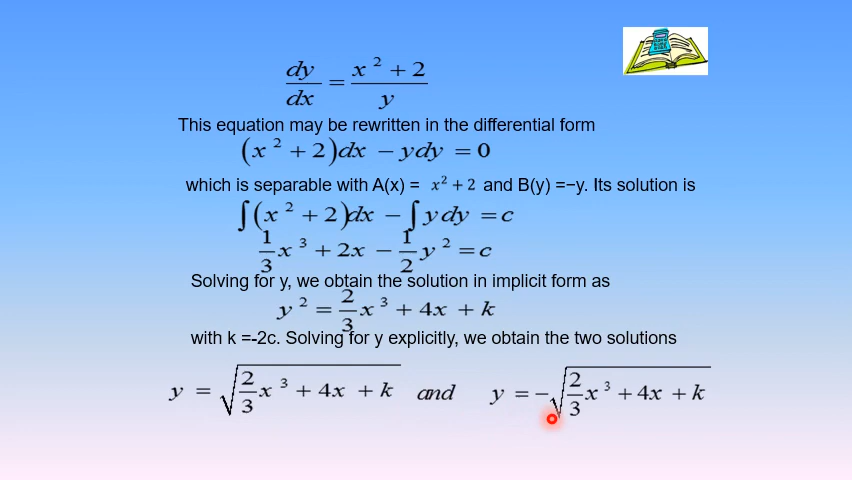 dy/dx = (x² + 2)/y
This equation may be rewritten in the differential form
(x² + 2)dx − ydy = 0
which is separable with A(x) = x² + 2 and B(y) =−y. Its solution is
∫(x² + 2)dx − ∫ydy = c
1/3 x³ + 2x − 1/2 y² = c
Solving for y, we obtain the solution in implicit form as
y² = 2/3 x³ + 4x + k
with k =-2c. Solving for y explicitly, we obtain the two solutions
y = √(2/3 x³ + 4x + k) and y = −√(2/3 x³ + 4x + k)